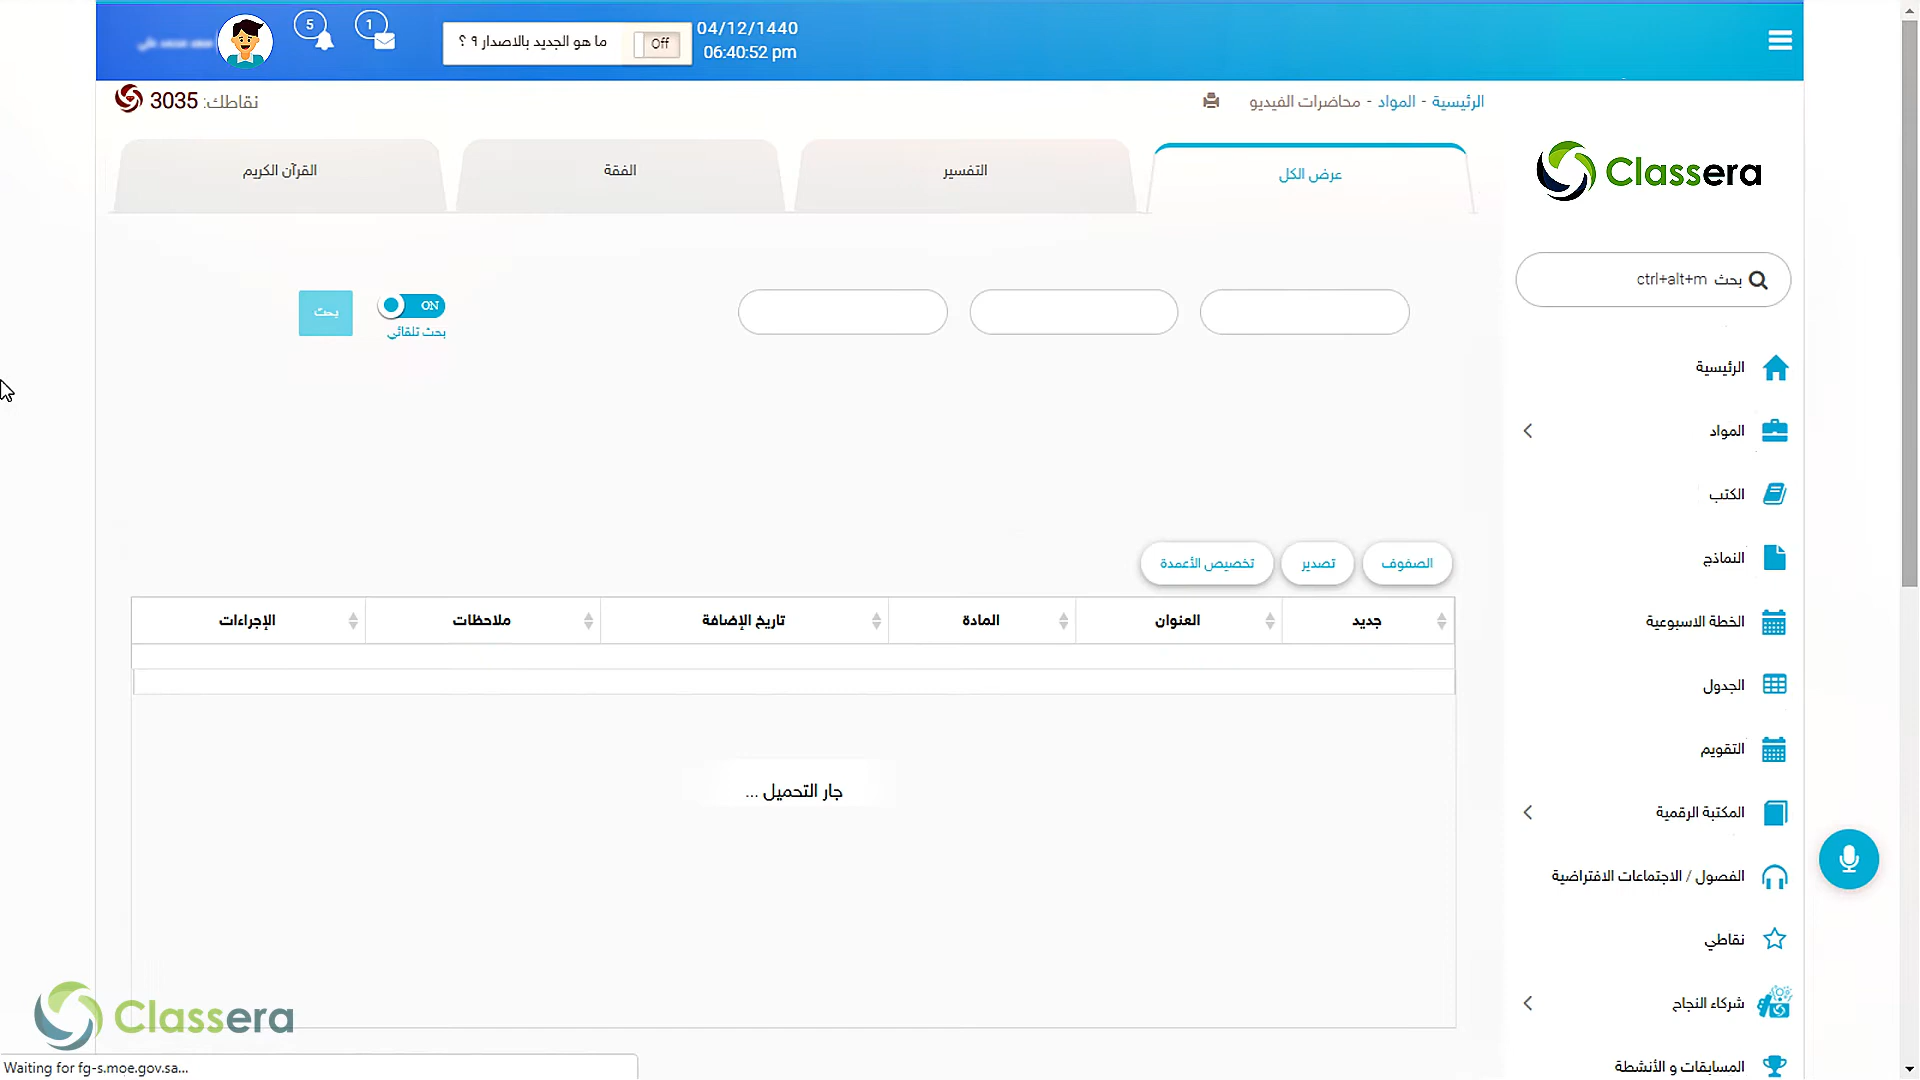 04/12/1440
06:40:52 pm
Off
ما هو الجديد بالاصدار ٩ ؟
1
5
الرئيسية - المواد - محاضرات الفيديو
نقاطك: 3035
Classera
عرض الكل
التفسير
الفقة
القرآن الكريم
بحث ctrl+alt+m
ON
بحث تلقائي
بحث
الرئيسية
المواد
الكتب
النماذج
الخطة الاسبوعية
الجدول
التقويم
المكتبة الرقمية
الفصول / الاجتماعات الافتراضية
نقاطي
شركاء النجاح
المسابقات و الأنشطة
الصفوف
تصدير
تخصيص الأعمدة
جديد
العنوان
المادة
تاريخ الإضافة
ملاحظات
الإجراءات
جار التحميل ...
Classera
Waiting for fg-s.moe.gov.sa...